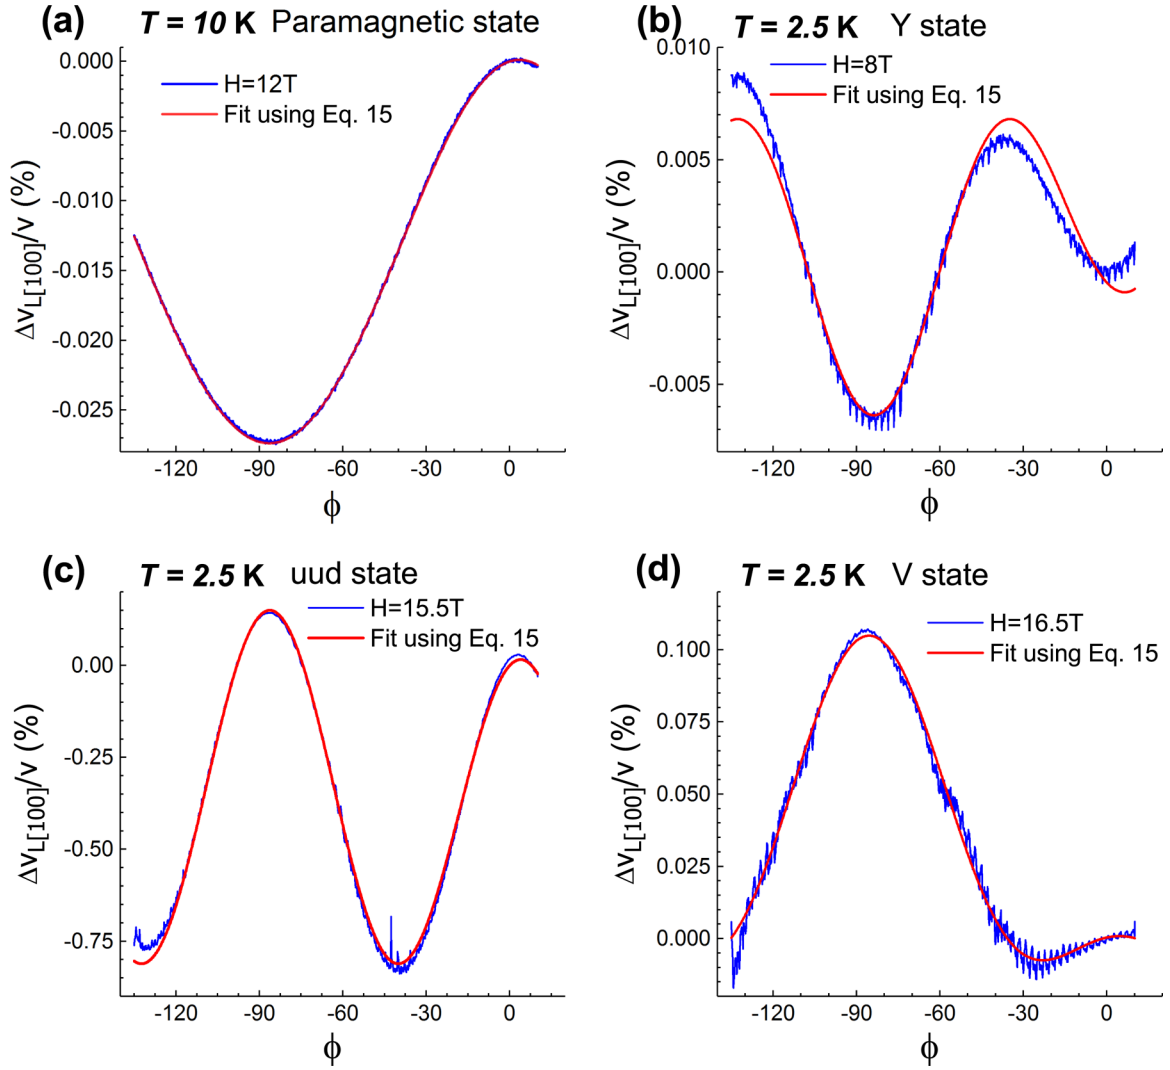 (a) T = 10 K Paramagnetic state
H=12T
Fit using Eq. 15
0.000
-0.005
-0.010
-0.015
-0.020
-0.025
ΔvL[100]/v (%)
-120 -90 -60 -30 0
ϕ
(b) T = 2.5 K Y state
H=8T
Fit using Eq. 15
0.010
0.005
0.000
-0.005
ΔvL[100]/v (%)
-120 -90 -60 -30 0
ϕ
(c) T = 2.5 K uud state
H=15.5T
Fit using Eq. 15
0.00
-0.25
-0.50
-0.75
ΔvL[100]/v (%)
-120 -90 -60 -30 0
ϕ
(d) T = 2.5 K V state
H=16.5T
Fit using Eq. 15
0.100
0.075
0.050
0.025
0.000
ΔvL[100]/v (%)
-120 -90 -60 -30 0
ϕ